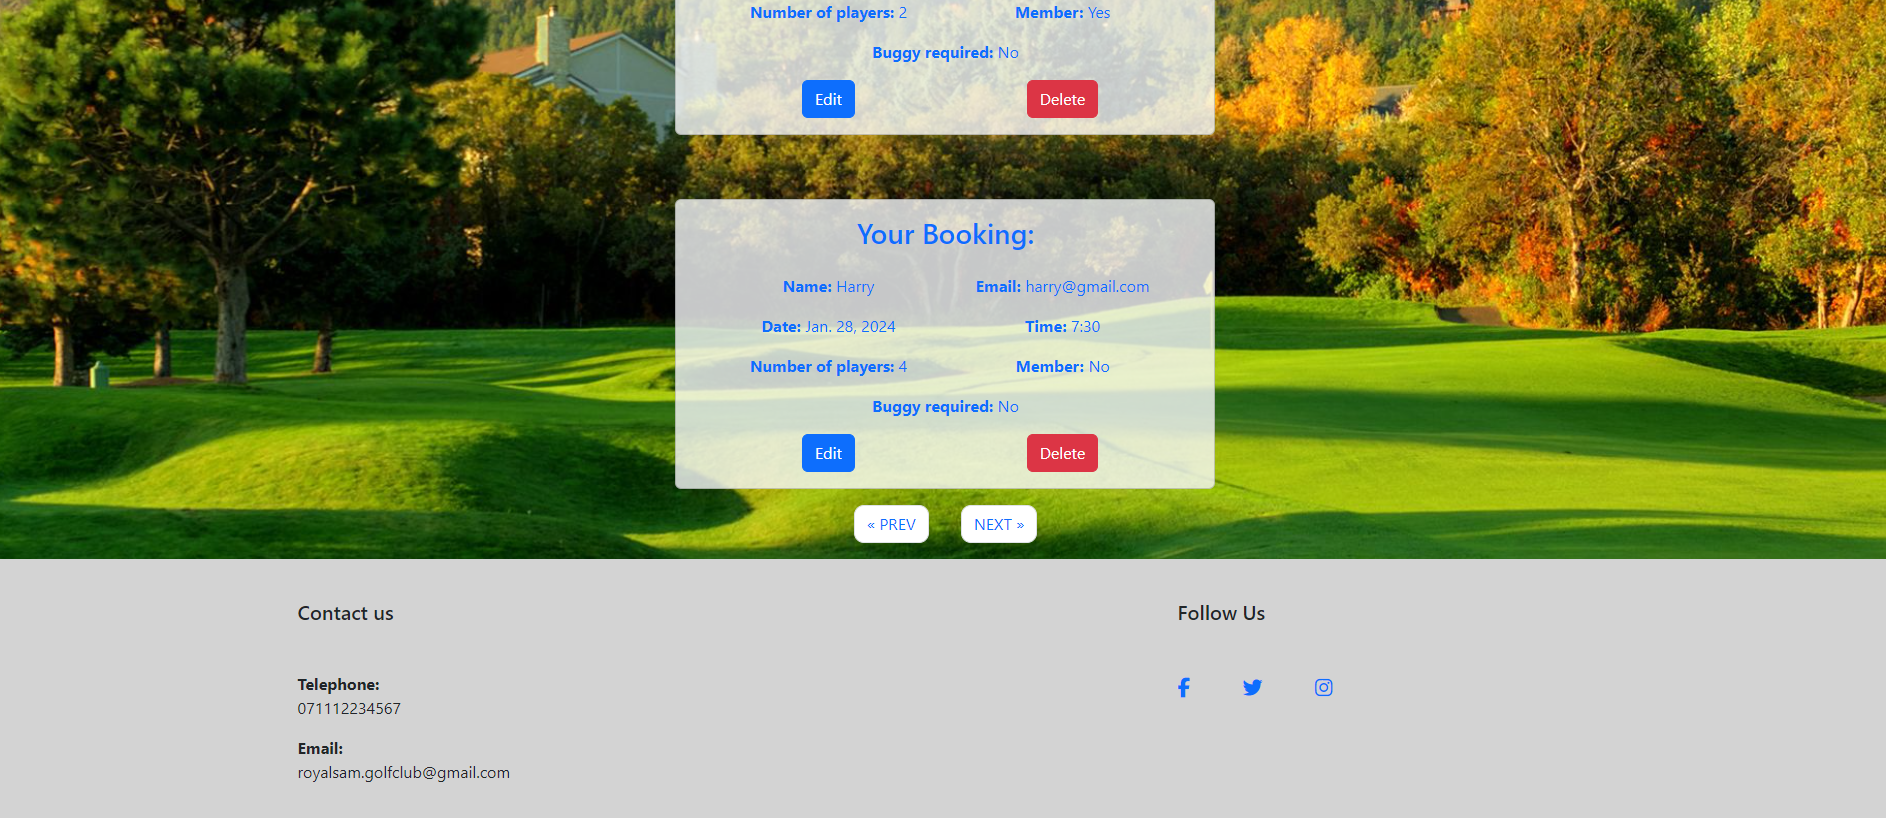 Number of players: 2 Member: Yes
Buggy required: No
Edit Delete
Your Booking:
Name: Harry Email: harry@gmail.com
Date: Jan. 28, 2024 Time: 7:30
Number of players: 4 Member: No
Buggy required: No
Edit Delete
« PREV NEXT »
Contact us Follow Us
Telephone:
071112234567
Email:
royalsam.golfclub@gmail.com